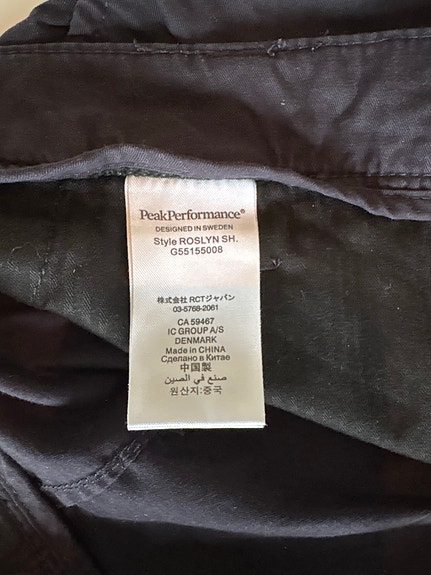 PeakPerformance®
DESIGNED IN SWEDEN
Style ROSLYN SH.
G55155008
株式会社 RCTジャパン
03-5768-2061
CA 59467
IC GROUP A/S
DENMARK
Made in CHINA
Сделано в Китае
中国製
صنع في الصين
원산지:중국